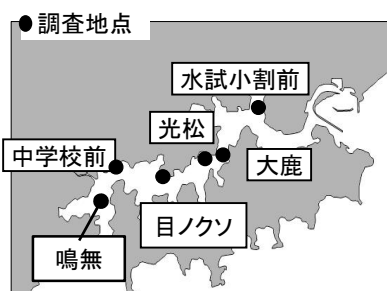 ●調査地点
水試小割前
光松
中学校前
大鹿
目ノクソ
鳴無